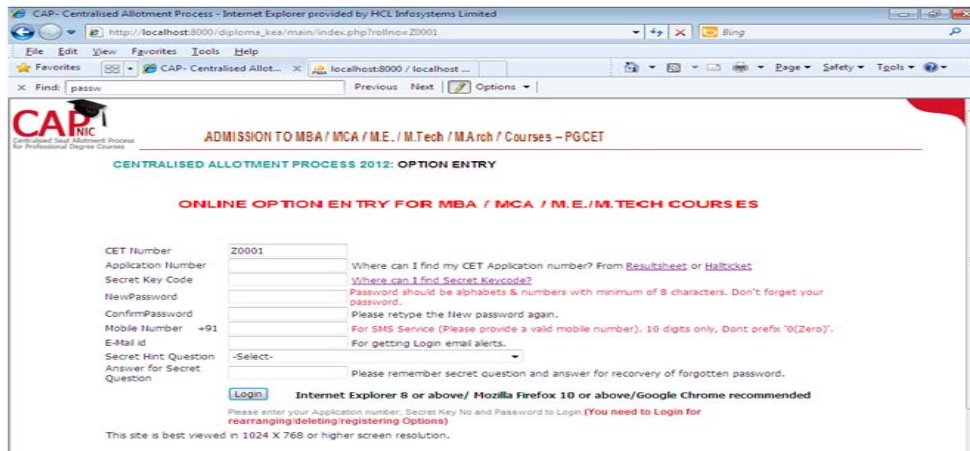 CAP- Centralised Allotment Process - Internet Explorer provided by HCL Infosystems Limited
http://localhost:8000/diploma_kea/main/index.php?rollno=Z0001
Bing
File Edit View Favorites Tools Help
Favorites
CAP- Centralised Allot...
localhost:8000 / localhost ...
Page Safety Tools
Find: passw
Previous Next
Options
CAP NIC
Centralised Seat Allotment Process
for Professional Degree Courses
ADMISSION TO MBA / MCA / M.E. / M.Tech / M.Arch / Courses – PGCET
CENTRALISED ALLOTMENT PROCESS 2012: OPTION ENTRY
ONLINE OPTION ENTRY FOR MBA / MCA / M.E./M.TECH COURSES
CET Number Z0001
Application Number Where can I find my CET Application number? From Resultsheet or Hallticket
Secret Key Code Where can I find Secret Keycode?
NewPassword Password should be alphabets & numbers with minimum of 8 characters. Don't forget your
password.
ConfirmPassword Please retype the New password again.
Mobile Number +91 For SMS Service (Please provide a valid mobile number). 10 digits only, Dont prefix '0(Zero)'.
E-Mail id For getting Login email alerts.
Secret Hint Question -Select-
Answer for Secret
Question Please remember secret question and answer for recorvery of forgotten password.
Login Internet Explorer 8 or above/ Mozilla Firefox 10 or above/Google Chrome recommended
Please enter your Application number, Secret Key No and Password to Login.(You need to Login for
rearranging/deleting/registering Options)
This site is best viewed in 1024 X 768 or higher screen resolution.